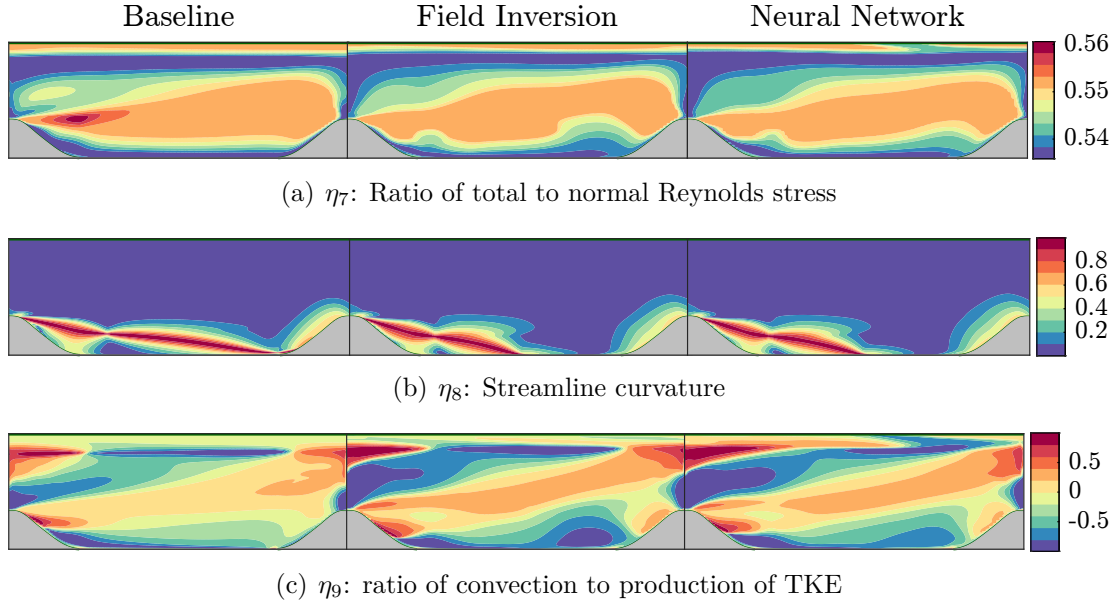 Baseline Field Inversion Neural Network
0.56
0.55
0.54
(a) η7: Ratio of total to normal Reynolds stress
0.8
0.6
0.4
0.2
(b) η8: Streamline curvature
0.5
0
-0.5
(c) η9: ratio of convection to production of TKE